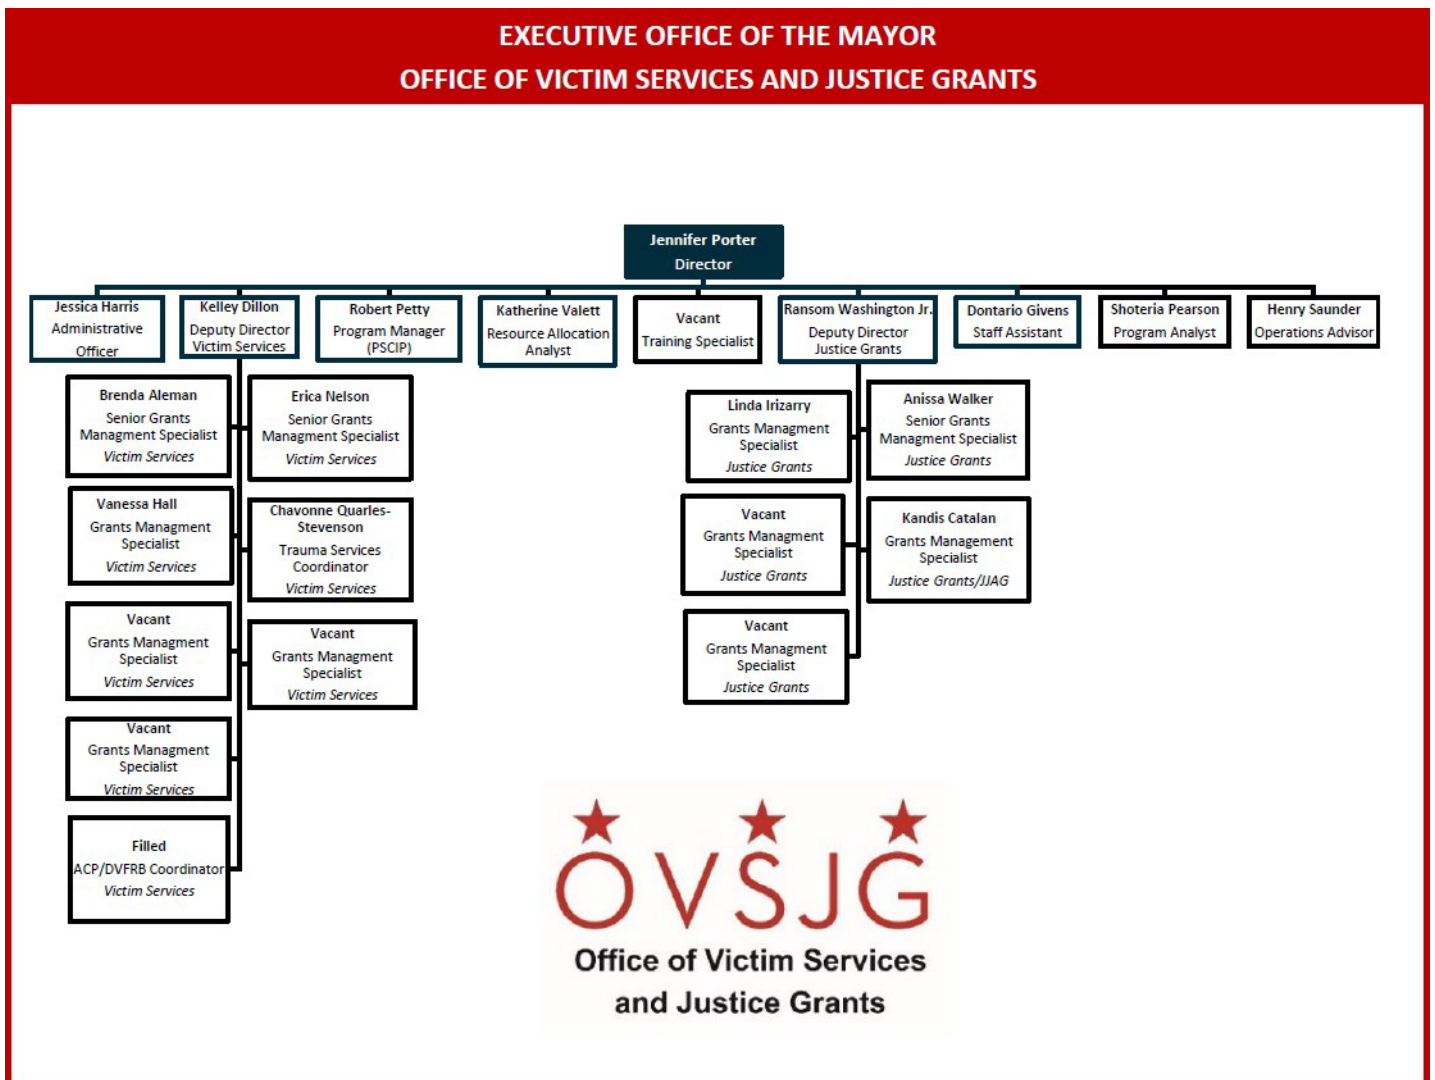 EXECUTIVE OFFICE OF THE MAYOR
OFFICE OF VICTIM SERVICES AND JUSTICE GRANTS
Jennifer Porter
Director
Jessica Harris
Administrative
Officer
Kelley Dillon
Deputy Director
Victim Services
Robert Petty
Program Manager
(PSCIP)
Katherine Valett
Resource Allocation
Analyst
Vacant
Training Specialist
Ransom Washington Jr.
Deputy Director
Justice Grants
Dontario Givens
Staff Assistant
Shoteria Pearson
Program Analyst
Henry Saunder
Operations Advisor
Brenda Aleman
Senior Grants
Managment Specialist
Victim Services
Erica Nelson
Senior Grants
Managment Specialist
Victim Services
Vanessa Hall
Grants Managment
Specialist
Victim Services
Chavonne Quarles-
Stevenson
Trauma Services
Coordinator
Victim Services
Vacant
Grants Managment
Specialist
Victim Services
Vacant
Grants Managment
Specialist
Victim Services
Vacant
Grants Managment
Specialist
Victim Services
Filled
ACP/DVFRB Coordinator
Victim Services
Linda Irizarry
Grants Managment
Specialist
Justice Grants
Anissa Walker
Senior Grants
Managment Specialist
Justice Grants
Vacant
Grants Managment
Specialist
Justice Grants
Kandis Catalan
Grants Management
Specialist
Justice Grants/JJAG
Vacant
Grants Managment
Specialist
Justice Grants
OVSJG
Office of Victim Services
and Justice Grants